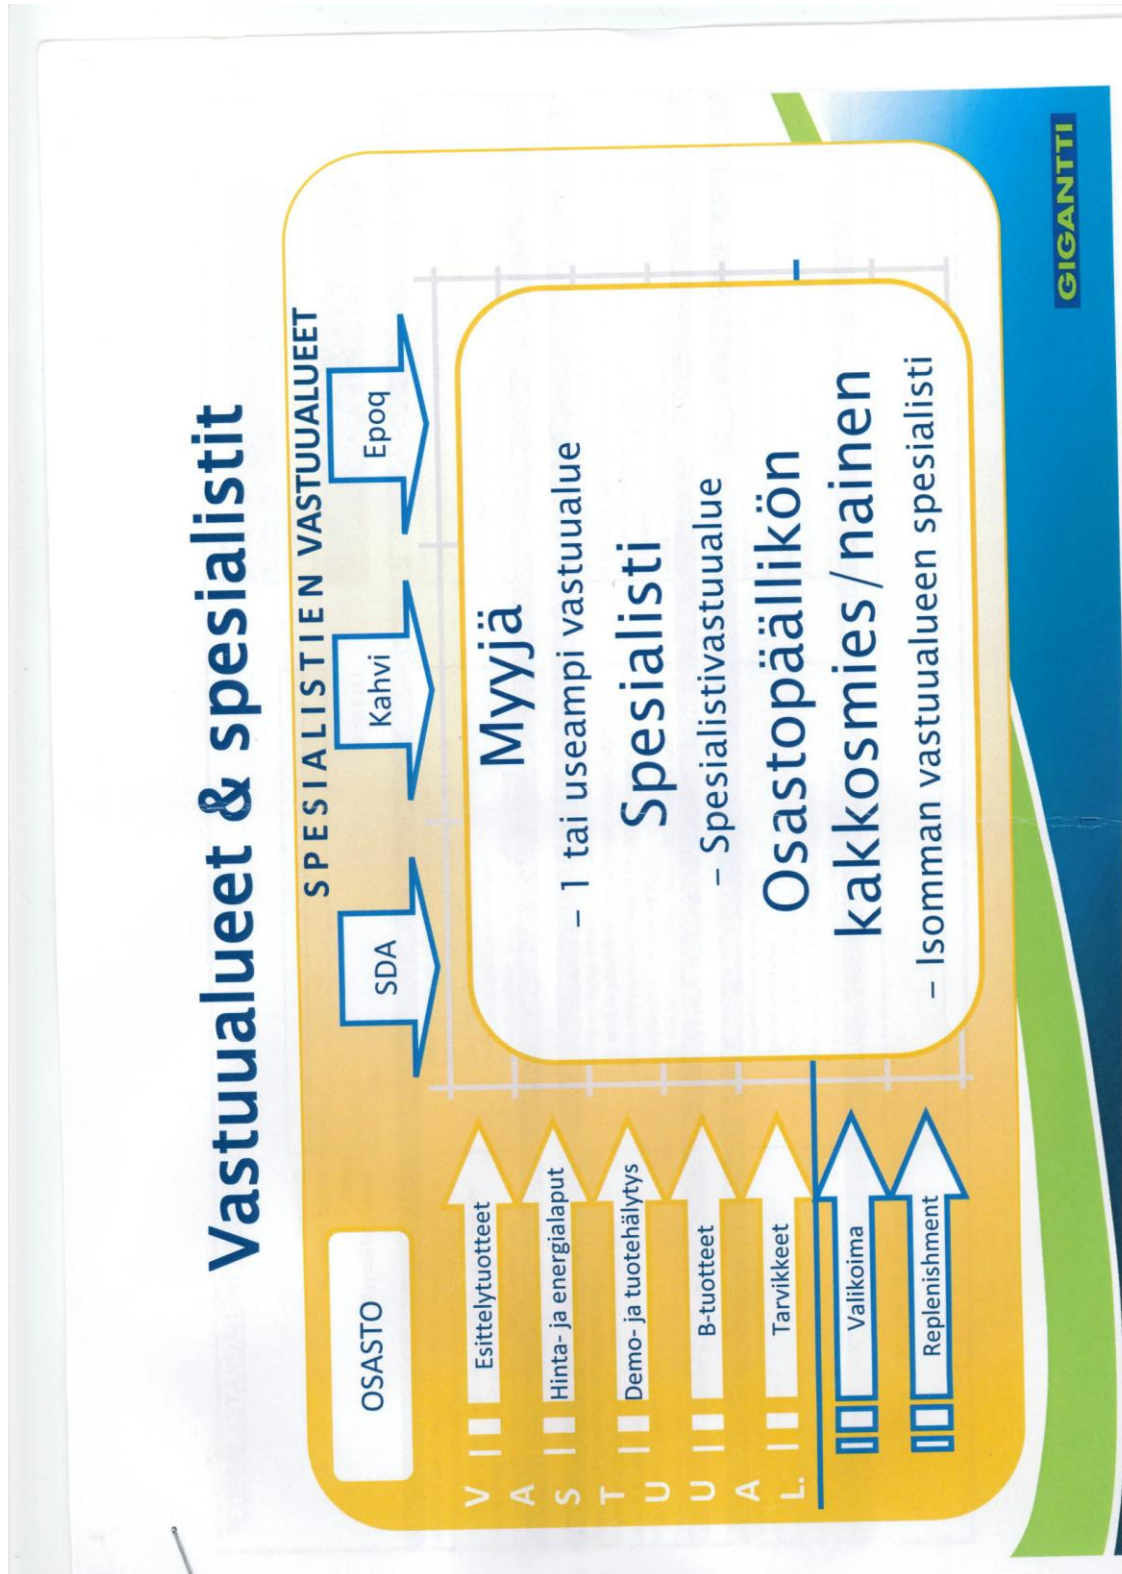 Vastuualueet & spesialistit
SPESIALISTIEN VASTUUALUEET
OSASTO
SDA
Kahvi
Epoq
VASTUUAL.
Esittelytuotteet
Hinta- ja energialaput
Demo- ja tuotehälytys
B-tuotteet
Tarvikkeet
Valikoima
Replenishment
Myyjä
– 1 tai useampi vastuualue
Spesialisti
– Spesialistivastuualue
Osastopäällikön
kakkosmies/nainen
– Isomman vastuualueen spesialisti
GIGANTTI